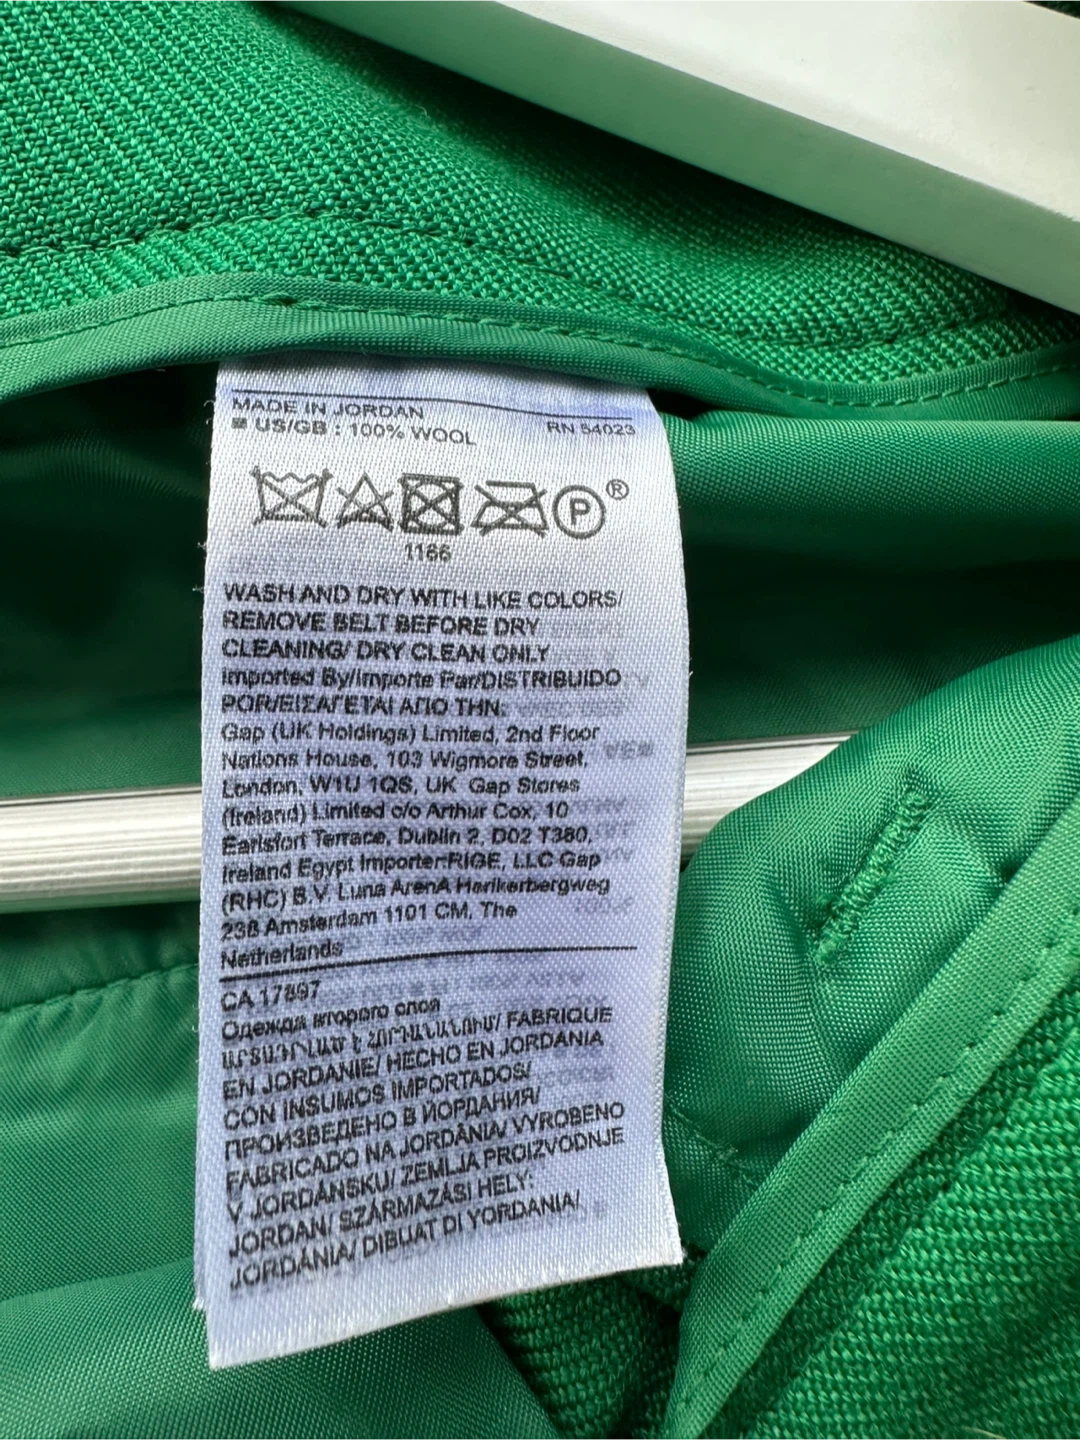 MADE IN JORDAN
■ US/GB : 100% WOOL RN 54023
P ®
1166
WASH AND DRY WITH LIKE COLORS/
REMOVE BELT BEFORE DRY
CLEANING/ DRY CLEAN ONLY
Imported By/Importe Par/DISTRIBUIDO
POR/ΕΙΣΑΓΕΤΑΙ ΑΠΟ ΤΗΝ:
Gap (UK Holdings) Limited, 2nd Floor
Nations House, 103 Wigmore Street,
London, W1U 1QS, UK Gap Stores
(Ireland) Limited c/o Arthur Cox, 10
Earlsfort Terrace, Dublin 2, D02 T380,
Ireland Egypt Importer:RIGE, LLC Gap
(RHC) B.V. Luna ArenA Herikerbergweg
238 Amsterdam 1101 CM, The
Netherlands
CA 17897
Одежда второго слоя
ԱՐՏԱԴՐՎԱԾ Է ՀՈՐԴԱՆԱՆՈՒՄ/ FABRIQUE
EN JORDANIE/ HECHO EN JORDANIA
CON INSUMOS IMPORTADOS/
ПРОИЗВЕДЕНО В ЙОРДАНИЯ/
FABRICADO NA JORDÂNIA/ VYROBENO
V JORDÁNSKU/ ZEMLJA PROIZVODNJE
JORDAN/ SZÁRMAZÁSI HELY:
JORDÁNIA/ DIBUAT DI YORDANIA/